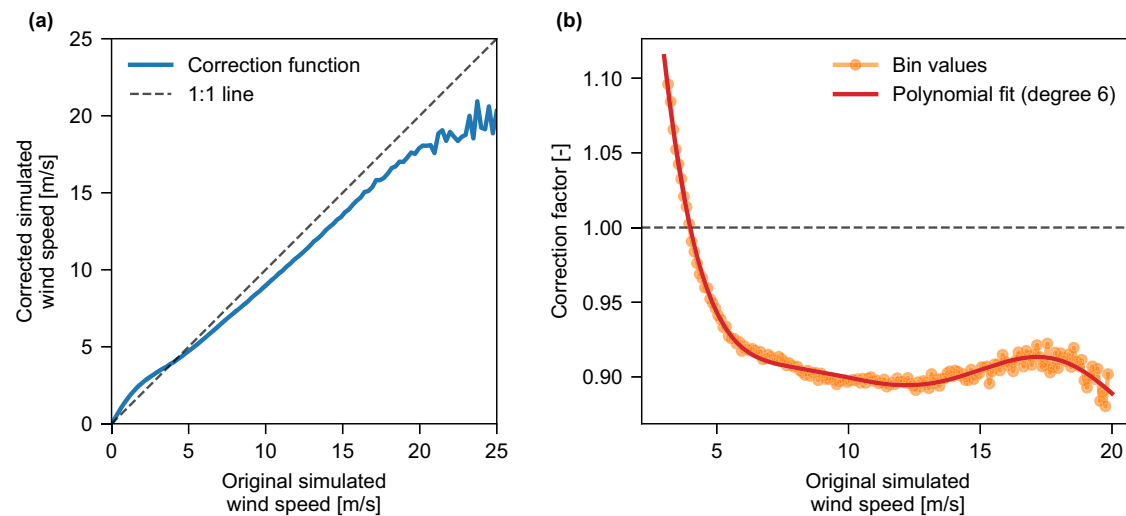 (a)
25
20
15
10
5
0
Corrected simulated
wind speed [m/s]
Correction function
1:1 line
0 5 10 15 20 25
Original simulated
wind speed [m/s]
(b)
1.10
1.05
1.00
0.95
0.90
Correction factor [-]
Bin values
Polynomial fit (degree 6)
5 10 15 20
Original simulated
wind speed [m/s]